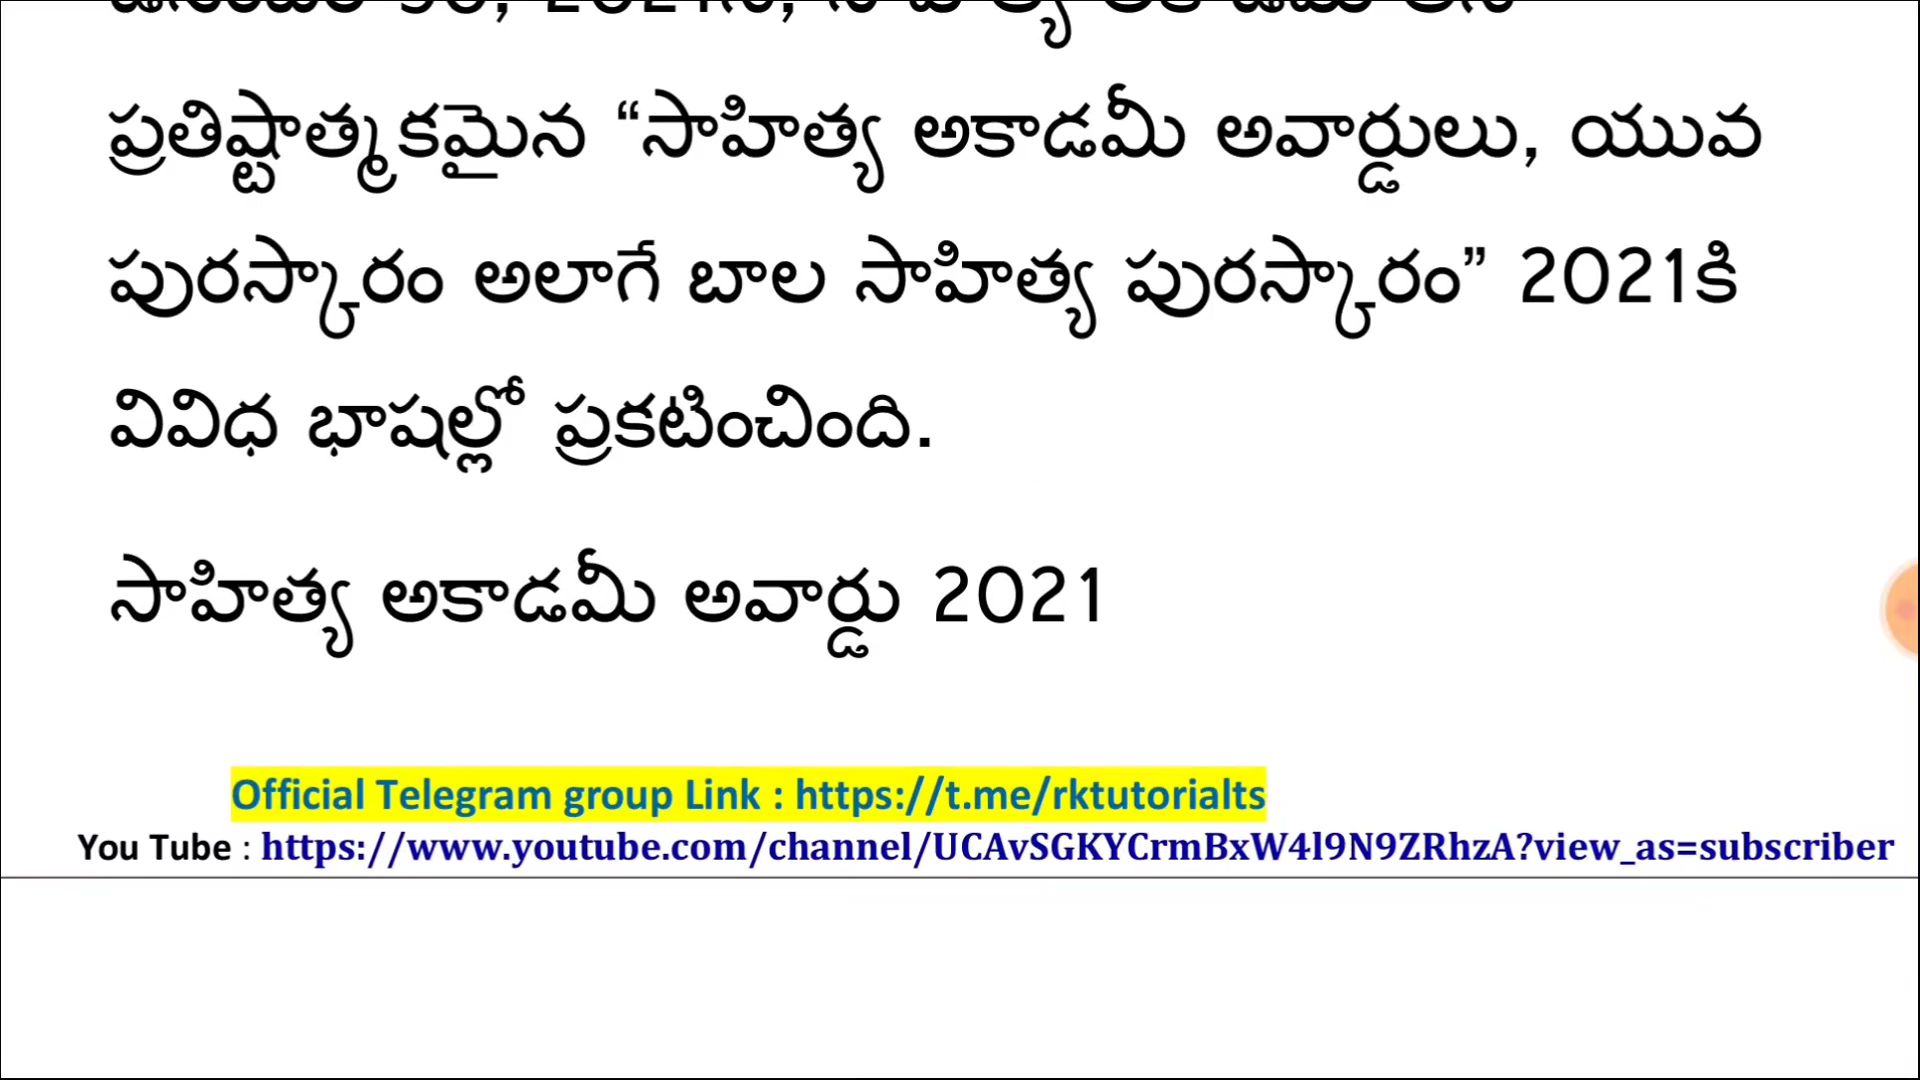 ప్రతిష్టాత్మకమైన “సాహిత్య అకాడమీ అవార్డులు, యువ
పురస్కారం అలాగే బాల సాహిత్య పురస్కారం” 2021కి
వివిధ భాషల్లో ప్రకటించింది.
సాహిత్య అకాడమీ అవార్డు 2021
Official Telegram group Link : https://t.me/rktutorialts
You Tube : https://www.youtube.com/channel/UCAvSGKYCrmBxW4l9N9ZRhzA?view_as=subscriber